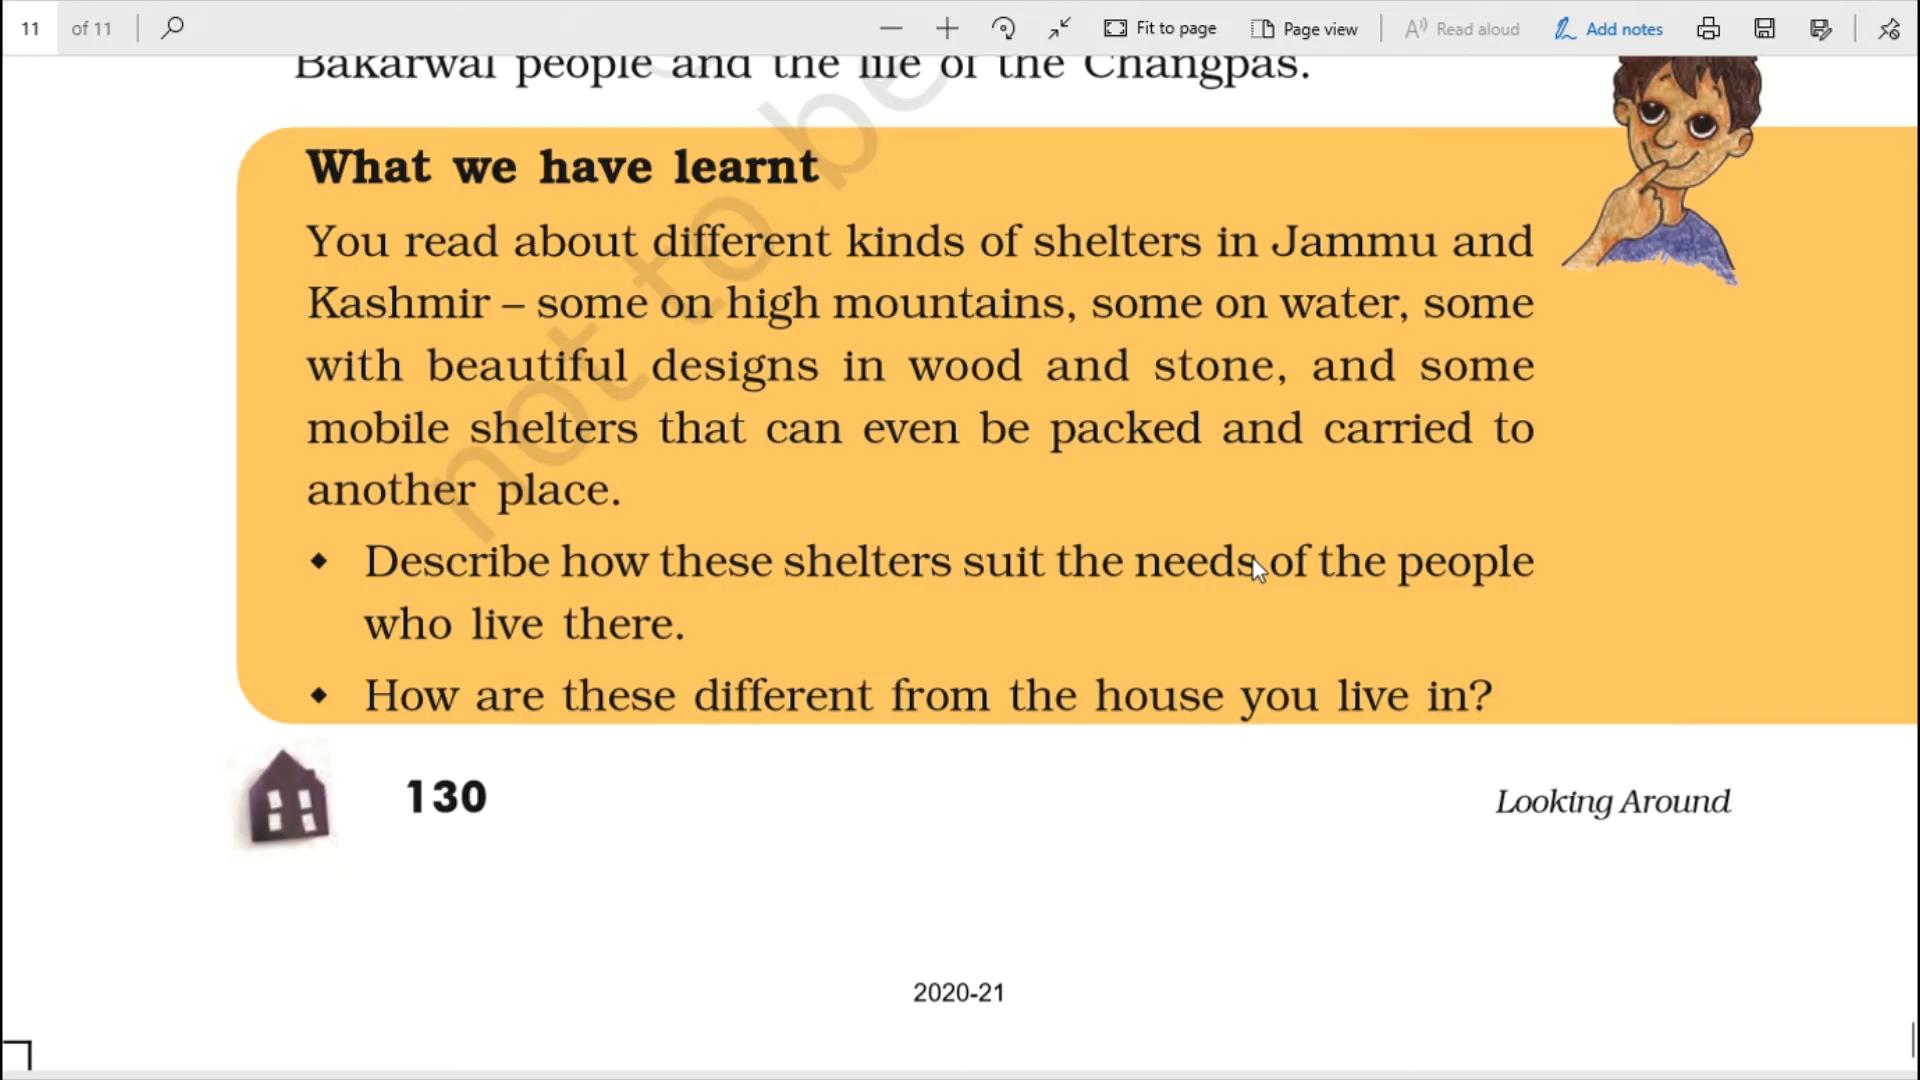 11 of 11 Fit to page Page view Read aloud Add notes
Bakarwal people and the life of the Changpas.
What we have learnt
You read about different kinds of shelters in Jammu and
Kashmir – some on high mountains, some on water, some
with beautiful designs in wood and stone, and some
mobile shelters that can even be packed and carried to
another place.
◆ Describe how these shelters suit the needs of the people
who live there.
◆ How are these different from the house you live in?
130 Looking Around
2020-21
not to be